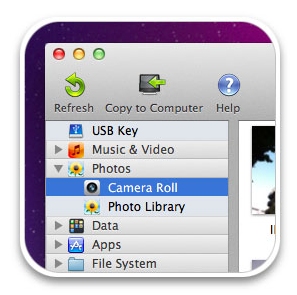 Refresh Copy to Computer Help
USB Key
Music & Video
Photos
Camera Roll
Photo Library
Data
Apps
File System